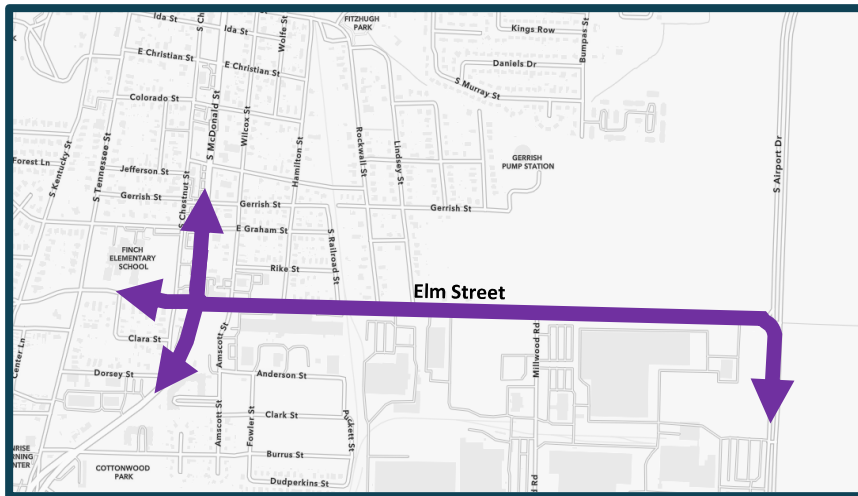 Ida St
S Ch
Ida St
Wolfe St
FITZHUGH
PARK
Kings Row
Bumpas St
E Christian St
E Christian St
Daniels Dr
S Murray St
Colorado St
S McDonald St
Wilcox St
S Kentucky St
S Tennessee St
Hamilton St
Rockwall St
Lindsey St
Forest Ln
Jefferson St
GERRISH
PUMP STATION
S Airport Dr
Gerrish St
S Chestnut St
Gerrish St
Gerrish St
E Graham St
S Railroad St
FINCH
ELEMENTARY
SCHOOL
Rike St
Elm Street
Center Ln
Clara St
Amscott St
Millwood Rd
Dorsey St
Anderson St
Amscott St
Fowler St
Clark St
Puckett St
RISE
NING
TER
Burrus St
COTTONWOOD
PARK
Rd
Dudperkins St